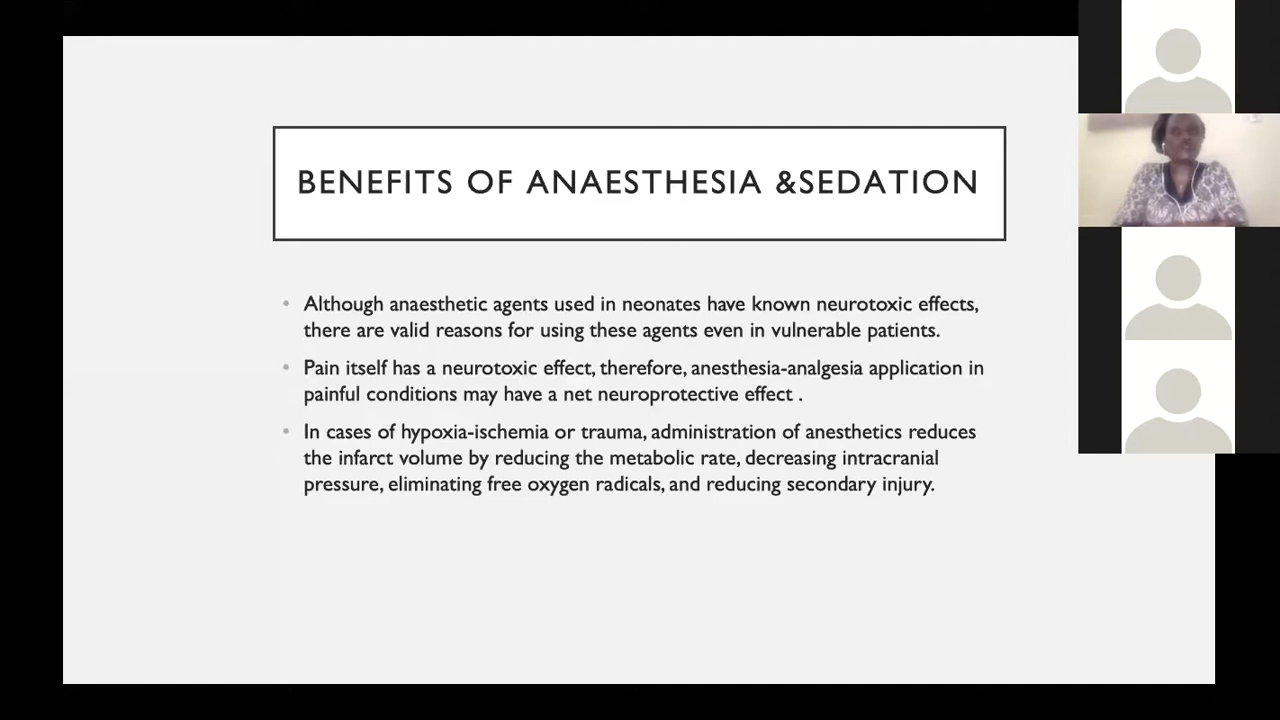 BENEFITS OF ANAESTHESIA &SEDATION
• Although anaesthetic agents used in neonates have known neurotoxic effects,
there are valid reasons for using these agents even in vulnerable patients.
• Pain itself has a neurotoxic effect, therefore, anesthesia-analgesia application in
painful conditions may have a net neuroprotective effect .
• In cases of hypoxia-ischemia or trauma, administration of anesthetics reduces
the infarct volume by reducing the metabolic rate, decreasing intracranial
pressure, eliminating free oxygen radicals, and reducing secondary injury.